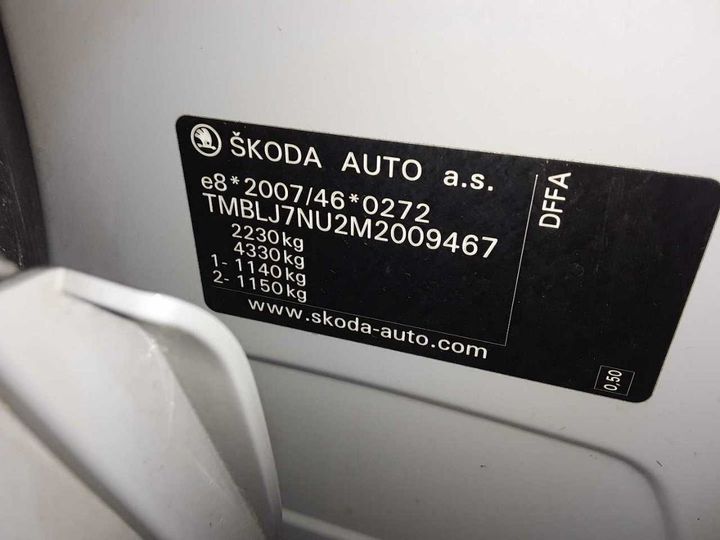 ŠKODA AUTO a.s.
e8*2007/46*0272
TMBLJ7NU2M2009467
2230kg
4330kg
1- 1140kg
2- 1150kg
www.skoda-auto.com
DFFA
0,50